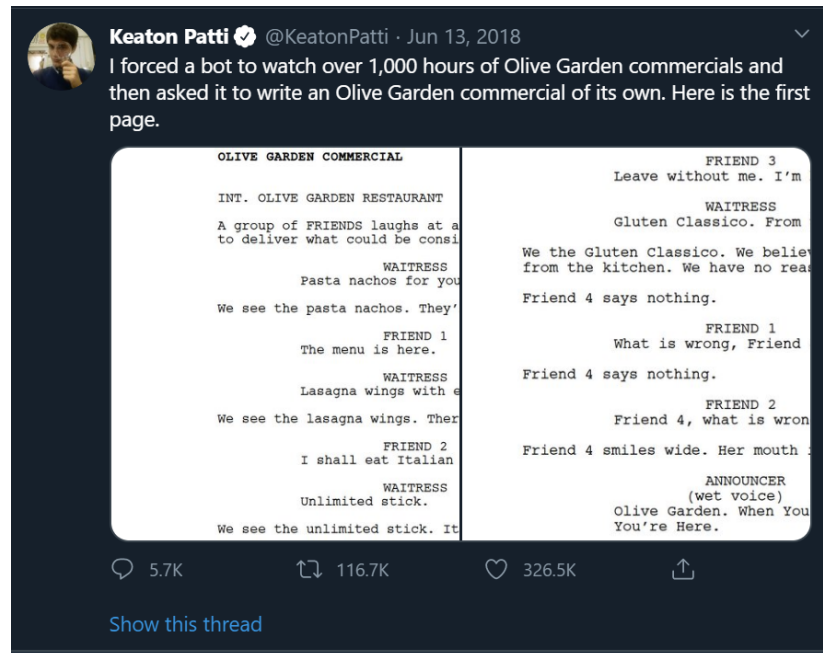 Keaton Patti @KeatonPatti · Jun 13, 2018
I forced a bot to watch over 1,000 hours of Olive Garden commercials and
then asked it to write an Olive Garden commercial of its own. Here is the first
page.
OLIVE GARDEN COMMERCIAL
INT. OLIVE GARDEN RESTAURANT
A group of FRIENDS laughs at a
to deliver what could be consi
WAITRESS
Pasta nachos for you
We see the pasta nachos. They'
FRIEND 1
The menu is here.
WAITRESS
Lasagna wings with e
We see the lasagna wings. Ther
FRIEND 2
I shall eat Italian
WAITRESS
Unlimited stick.
We see the unlimited stick. It
FRIEND 3
Leave without me. I'm
WAITRESS
Gluten Classico. From
We the Gluten Classico. We believ
from the kitchen. We have no rea
Friend 4 says nothing.
FRIEND 1
What is wrong, Friend
Friend 4 says nothing.
FRIEND 2
Friend 4, what is wron
Friend 4 smiles wide. Her mouth
ANNOUNCER
(wet voice)
Olive Garden. When You
You're Here.
5.7K 116.7K 326.5K
Show this thread